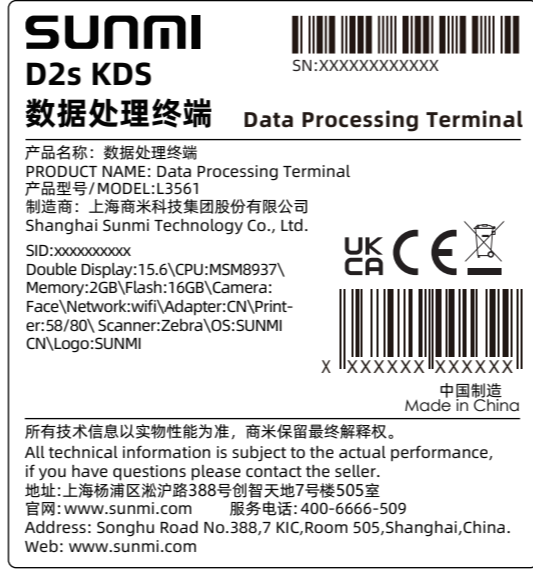 SUNMI
SN:XXXXXXXXXXXX
D2s KDS
数据处理终端 Data Processing Terminal
产品名称：数据处理终端
PRODUCT NAME: Data Processing Terminal
产品型号/MODEL:L3561
制造商：上海商米科技集团股份有限公司
Shanghai Sunmi Technology Co., Ltd.
SID:xxxxxxxxxx
Double Display:15.6\CPU:MSM8937\
Memory:2GB\Flash:16GB\Camera:
Face\Network:wifi\Adapter:CN\Print-
er:58/80\ Scanner:Zebra\OS:SUNMI
CN\Logo:SUNMI
UK
CA CE
X XXXXXX XXXXXX
中国制造
Made in China
所有技术信息以实物性能为准，商米保留最终解释权。
All technical information is subject to the actual performance,
if you have questions please contact the seller.
地址:上海杨浦区淞沪路388号创智天地7号楼505室
官网:www.sunmi.com 服务电话:400-6666-509
Address: Songhu Road No.388,7 KIC,Room 505,Shanghai,China.
Web: www.sunmi.com